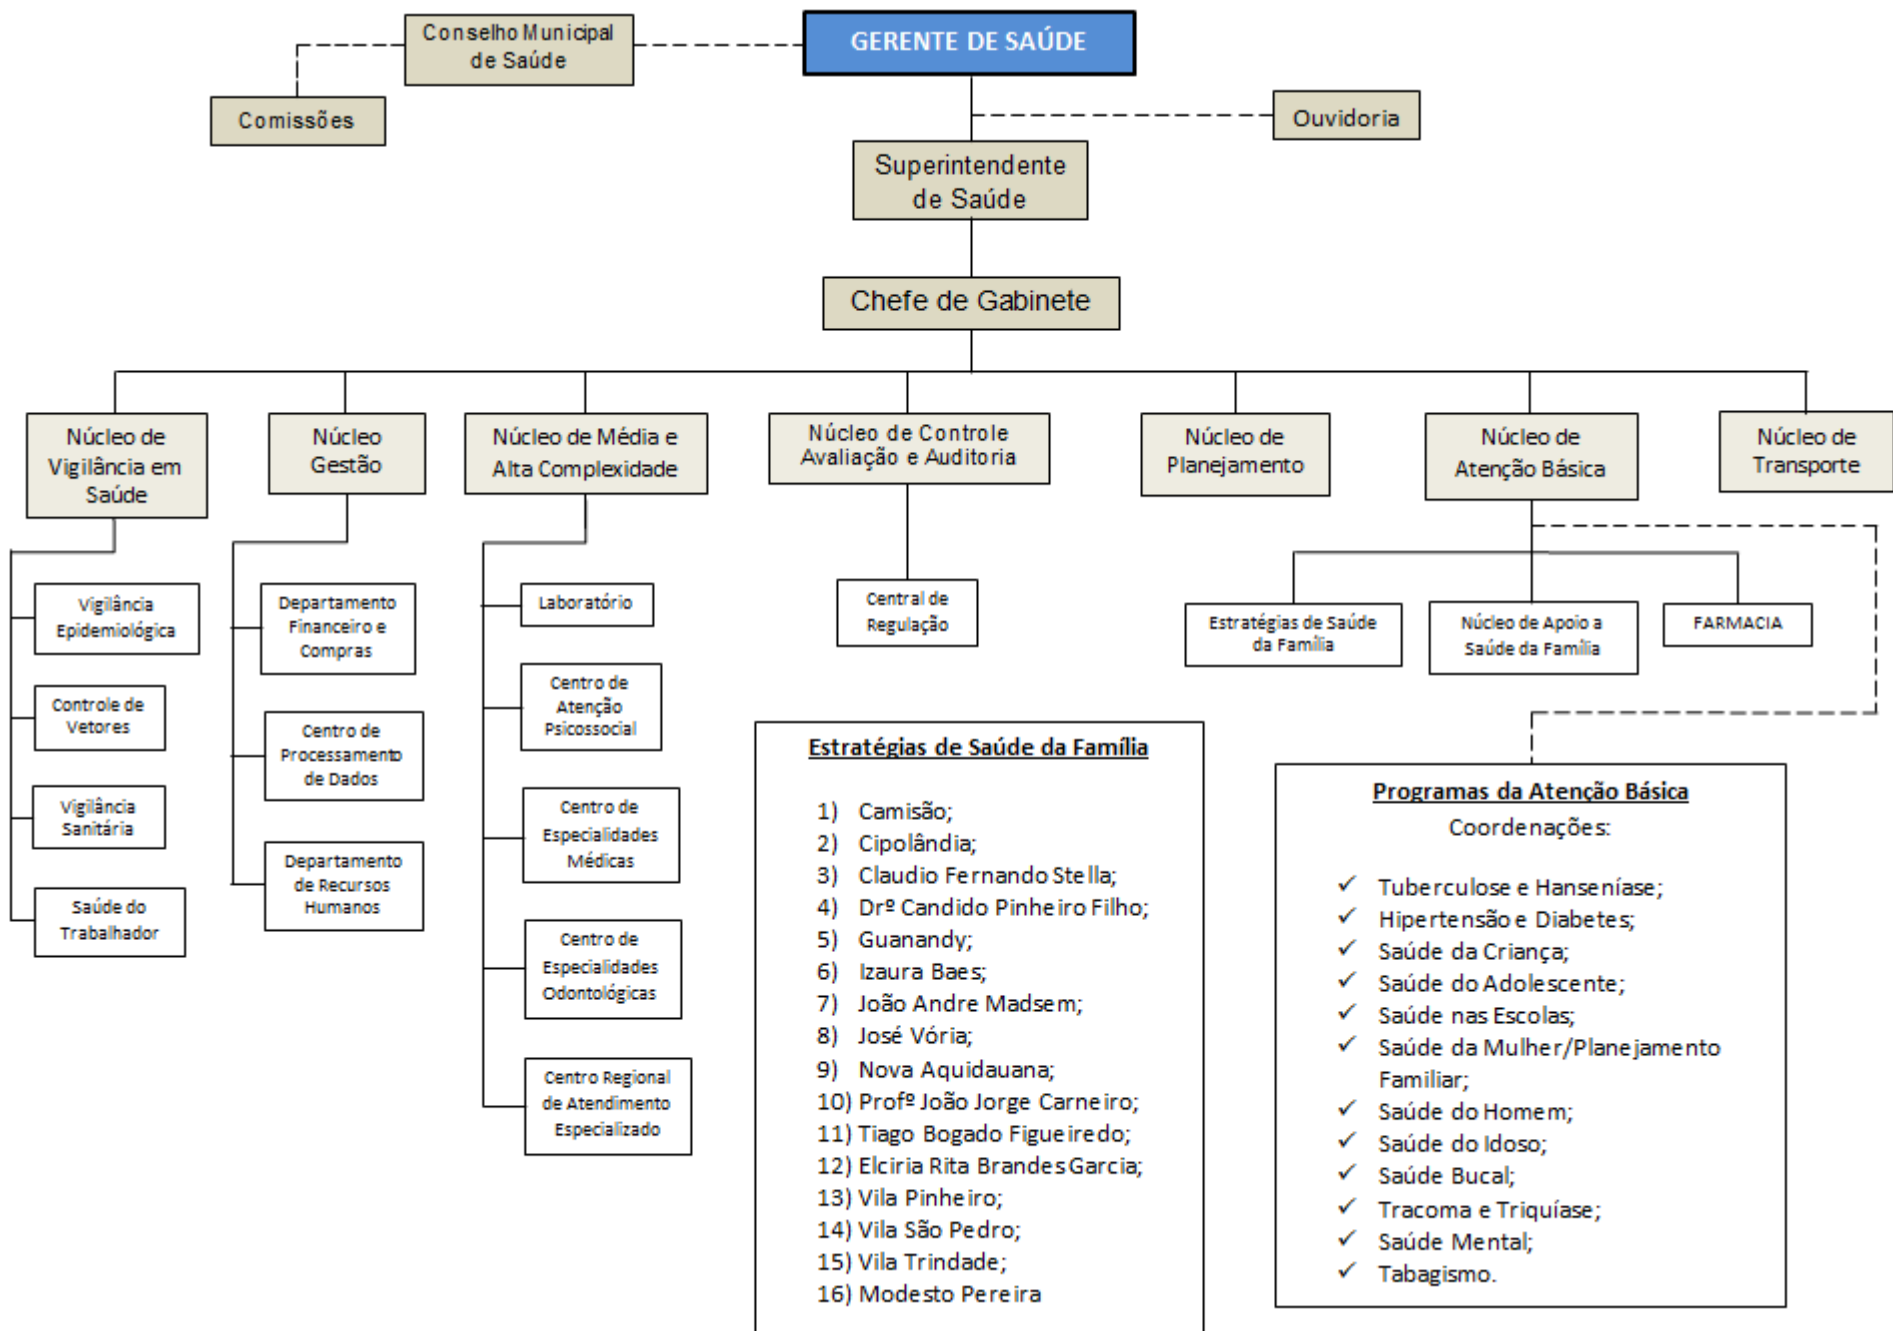 Conselho Municipal
de Saúde
GERENTE DE SAÚDE
Comissões
Ouvidoria
Superintendente
de Saúde
Chefe de Gabinete
Núcleo de
Vigilância em
Saúde
Núcleo
Gestão
Núcleo de Média e
Alta Complexidade
Núcleo de Controle
Avaliação e Auditoria
Núcleo de
Planejamento
Núcleo de
Atenção Básica
Núcleo de
Transporte
Vigilância
Epidemiológica
Controle de
Vetores
Vigilância
Sanitária
Saúde do
Trabalhador
Departamento
Financeiro e
Compras
Centro de
Processamento
de Dados
Departamento
de Recursos
Humanos
Laboratório
Centro de
Atenção
Psicossocial
Centro de
Especialidades
Médicas
Centro de
Especialidades
Odontológicas
Centro Regional
de Atendimento
Especializado
Central de
Regulação
Estratégias de Saúde
da Família
Núcleo de Apoio a
Saúde da Família
FARMACIA
Estratégias de Saúde da Família
1) Camisão;
2) Cipolândia;
3) Claudio Fernando Stella;
4) Drº Candido Pinheiro Filho;
5) Guanandy;
6) Izaura Baes;
7) João Andre Madsem;
8) José Vória;
9) Nova Aquidauana;
10) Profº João Jorge Carneiro;
11) Tiago Bogado Figueiredo;
12) Elciria Rita Brandes Garcia;
13) Vila Pinheiro;
14) Vila São Pedro;
15) Vila Trindade;
16) Modesto Pereira
Programas da Atenção Básica
Coordenações:
✓ Tuberculose e Hanseníase;
✓ Hipertensão e Diabetes;
✓ Saúde da Criança;
✓ Saúde do Adolescente;
✓ Saúde nas Escolas;
✓ Saúde da Mulher/Planejamento
Familiar;
✓ Saúde do Homem;
✓ Saúde do Idoso;
✓ Saúde Bucal;
✓ Tracoma e Triquíase;
✓ Saúde Mental;
✓ Tabagismo.